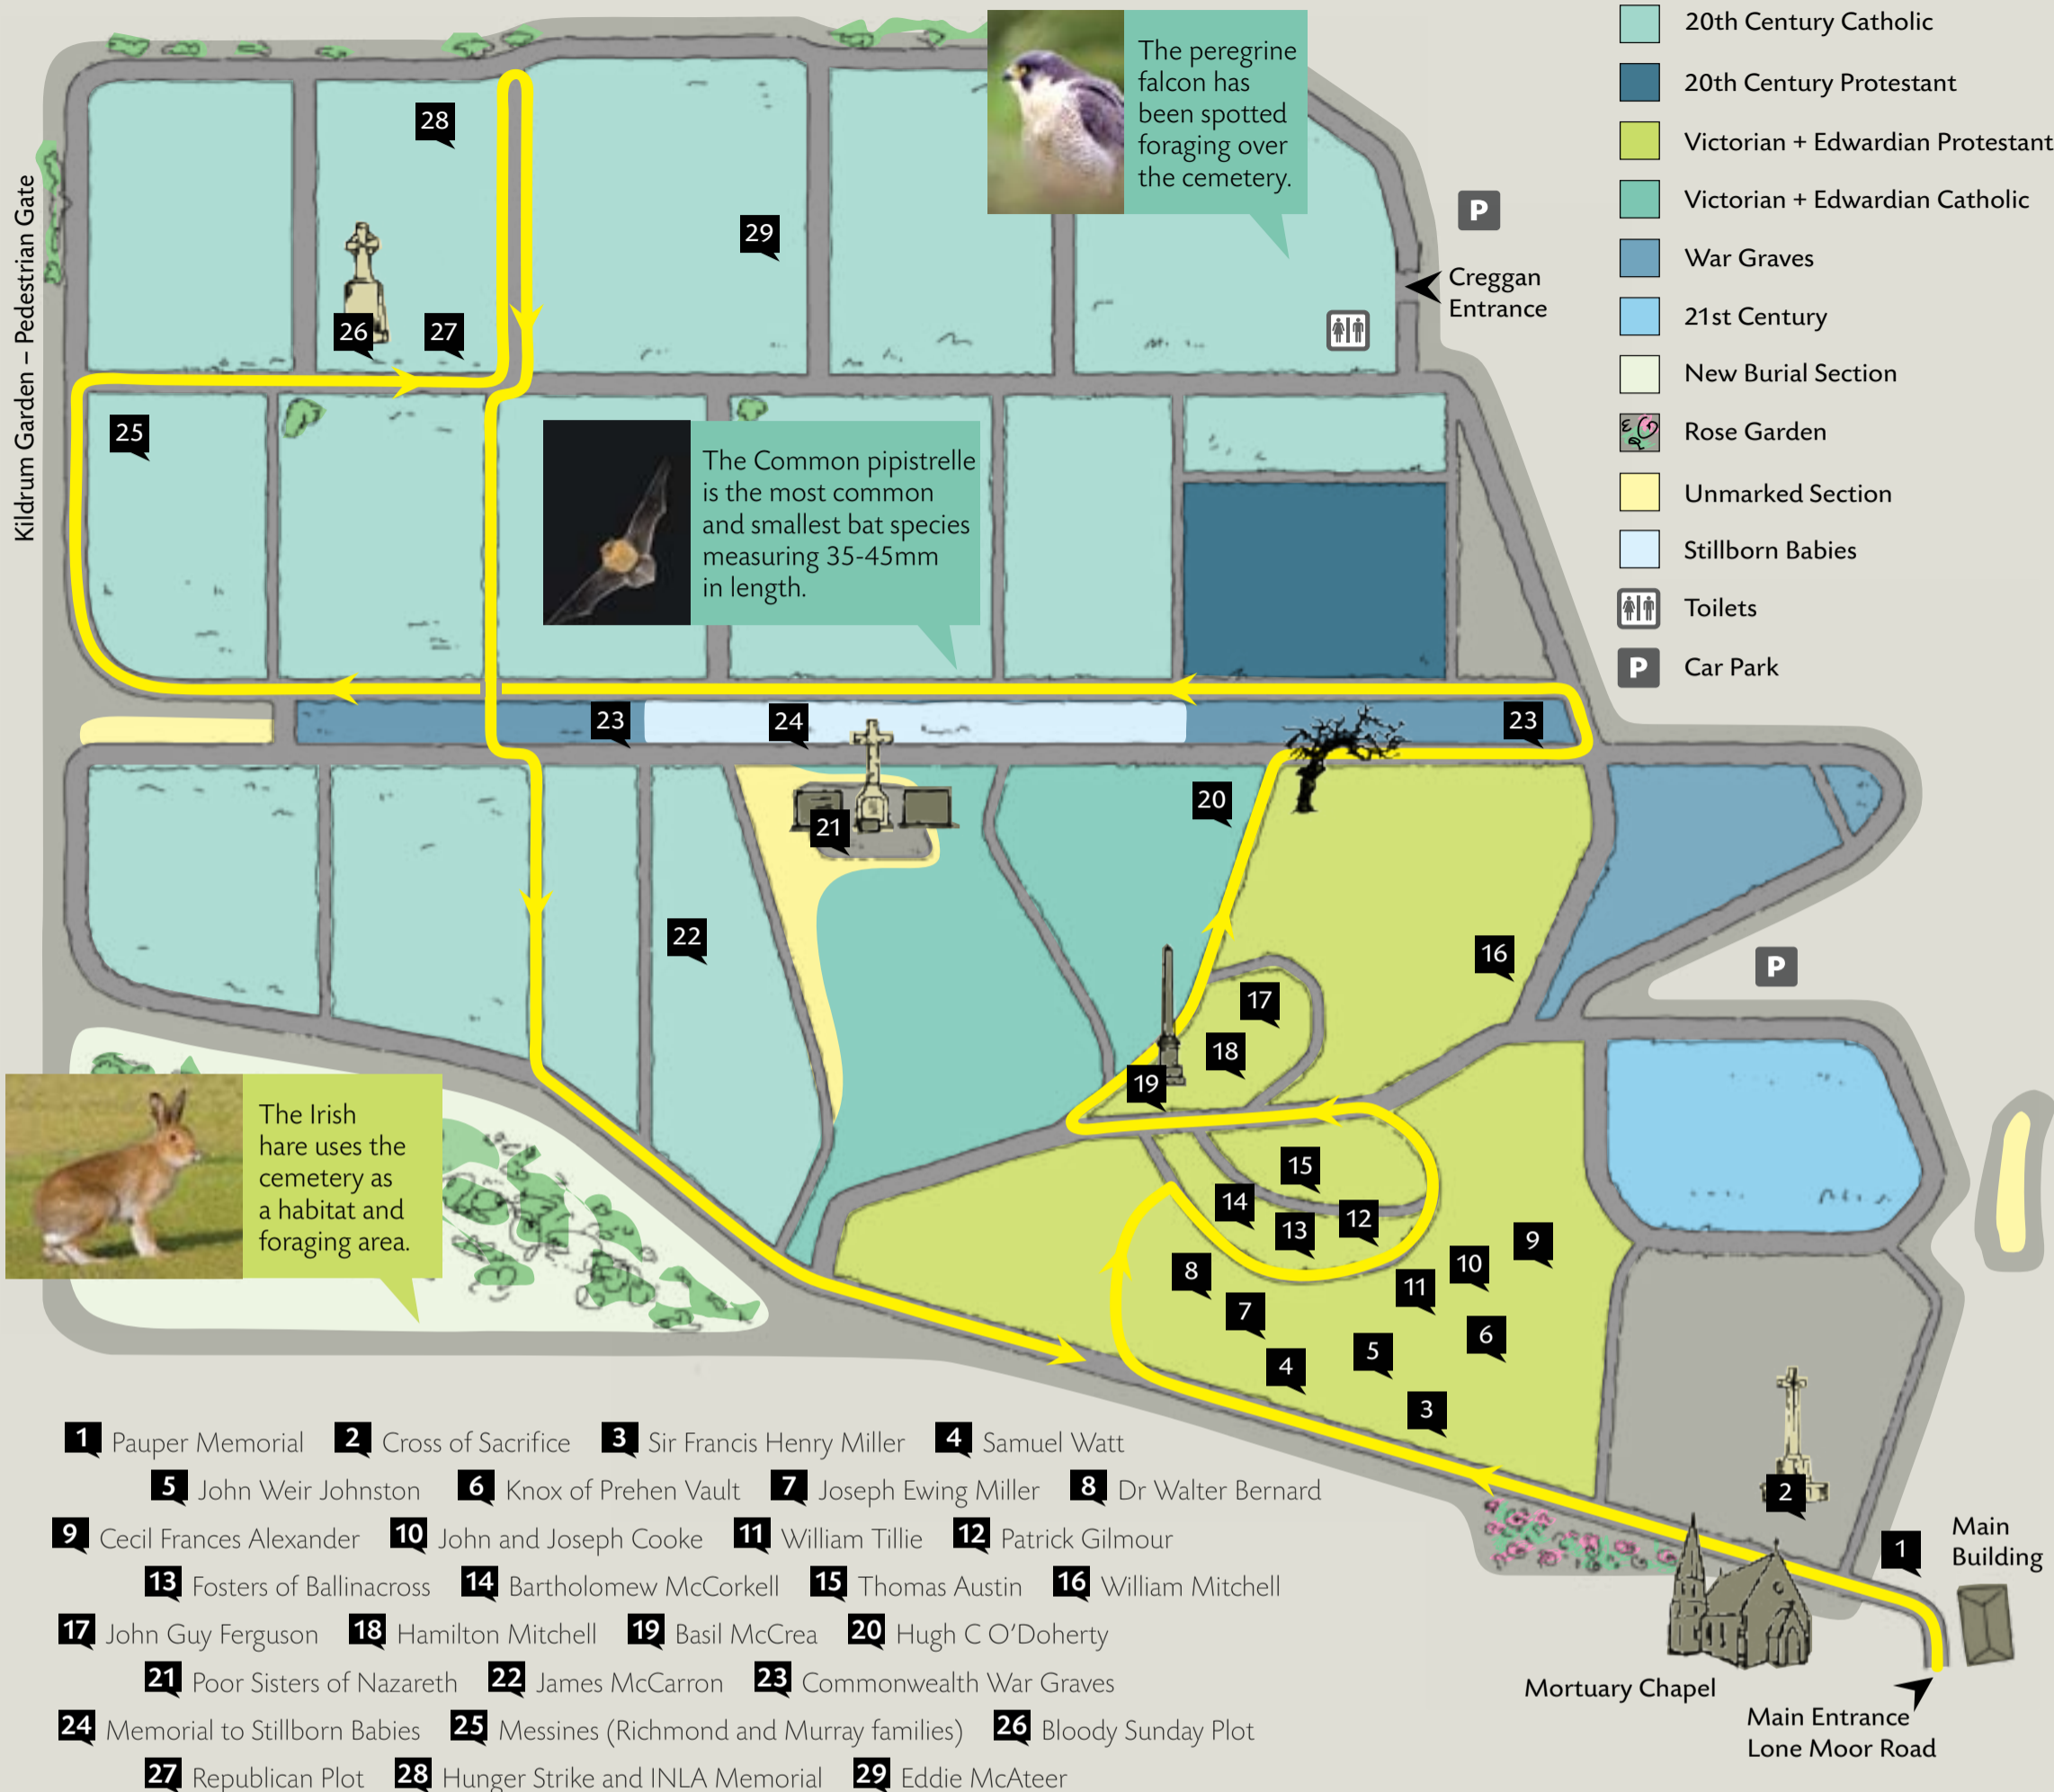 The peregrine
falcon has
been spotted
foraging over
the cemetery.
20th Century Catholic
20th Century Protestant
Victorian + Edwardian Protestant
Victorian + Edwardian Catholic
War Graves
21st Century
New Burial Section
Rose Garden
Unmarked Section
Stillborn Babies
Toilets
P Car Park
P
Creggan
Entrance
Kildrum Garden – Pedestrian Gate
28
29
26
27
25
The Common pipistrelle
is the most common
and smallest bat species
measuring 35-45mm
in length.
23
24
23
20
21
22
16
P
17
18
19
The Irish
hare uses the
cemetery as
a habitat and
foraging area.
15
14
13
12
9
10
11
8
7
6
5
4
3
2
1
Main
Building
Mortuary Chapel
Main Entrance
Lone Moor Road
1 Pauper Memorial 2 Cross of Sacrifice 3 Sir Francis Henry Miller 4 Samuel Watt
5 John Weir Johnston 6 Knox of Prehen Vault 7 Joseph Ewing Miller 8 Dr Walter Bernard
9 Cecil Frances Alexander 10 John and Joseph Cooke 11 William Tillie 12 Patrick Gilmour
13 Fosters of Ballinacross 14 Bartholomew McCorkell 15 Thomas Austin 16 William Mitchell
17 John Guy Ferguson 18 Hamilton Mitchell 19 Basil McCrea 20 Hugh C O'Doherty
21 Poor Sisters of Nazareth 22 James McCarron 23 Commonwealth War Graves
24 Memorial to Stillborn Babies 25 Messines (Richmond and Murray families) 26 Bloody Sunday Plot
27 Republican Plot 28 Hunger Strike and INLA Memorial 29 Eddie McAteer